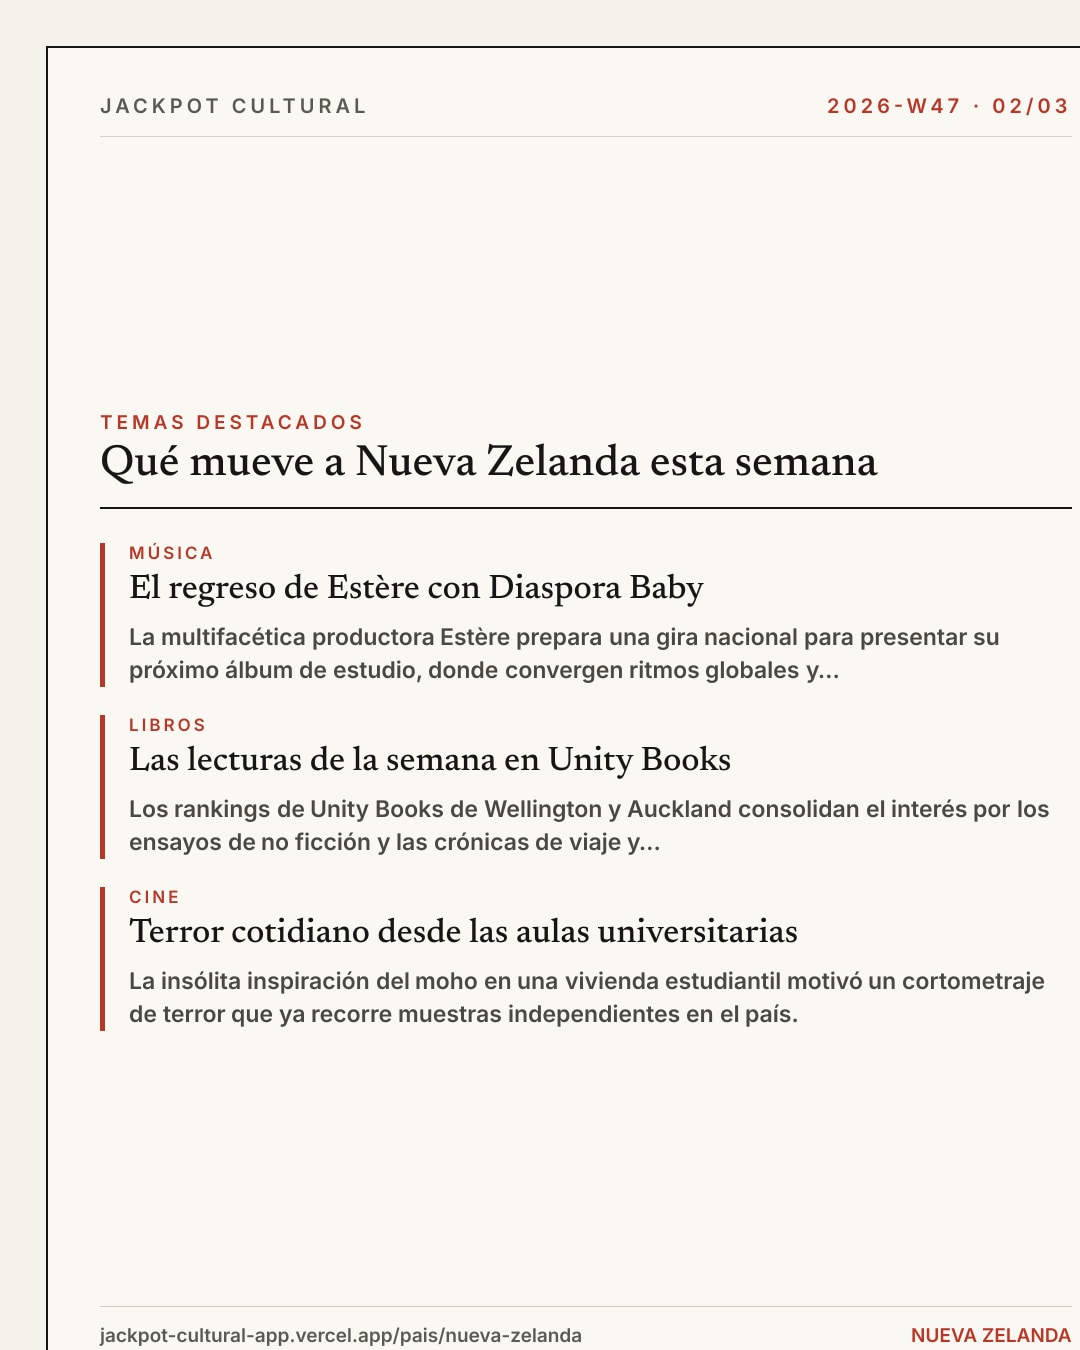 JACKPOT CULTURAL
2026-W47 · 02/03
TEMAS DESTACADOS
Qué mueve a Nueva Zelanda esta semana
MÚSICA
El regreso de Estère con Diaspora Baby
La multifacética productora Estère prepara una gira nacional para presentar su
próximo álbum de estudio, donde convergen ritmos globales y...
LIBROS
Las lecturas de la semana en Unity Books
Los rankings de Unity Books de Wellington y Auckland consolidan el interés por los
ensayos de no ficción y las crónicas de viaje y...
CINE
Terror cotidiano desde las aulas universitarias
La insólita inspiración del moho en una vivienda estudiantil motivó un cortometraje
de terror que ya recorre muestras independientes en el país.
jackpot-cultural-app.vercel.app/pais/nueva-zelanda
NUEVA ZELANDA